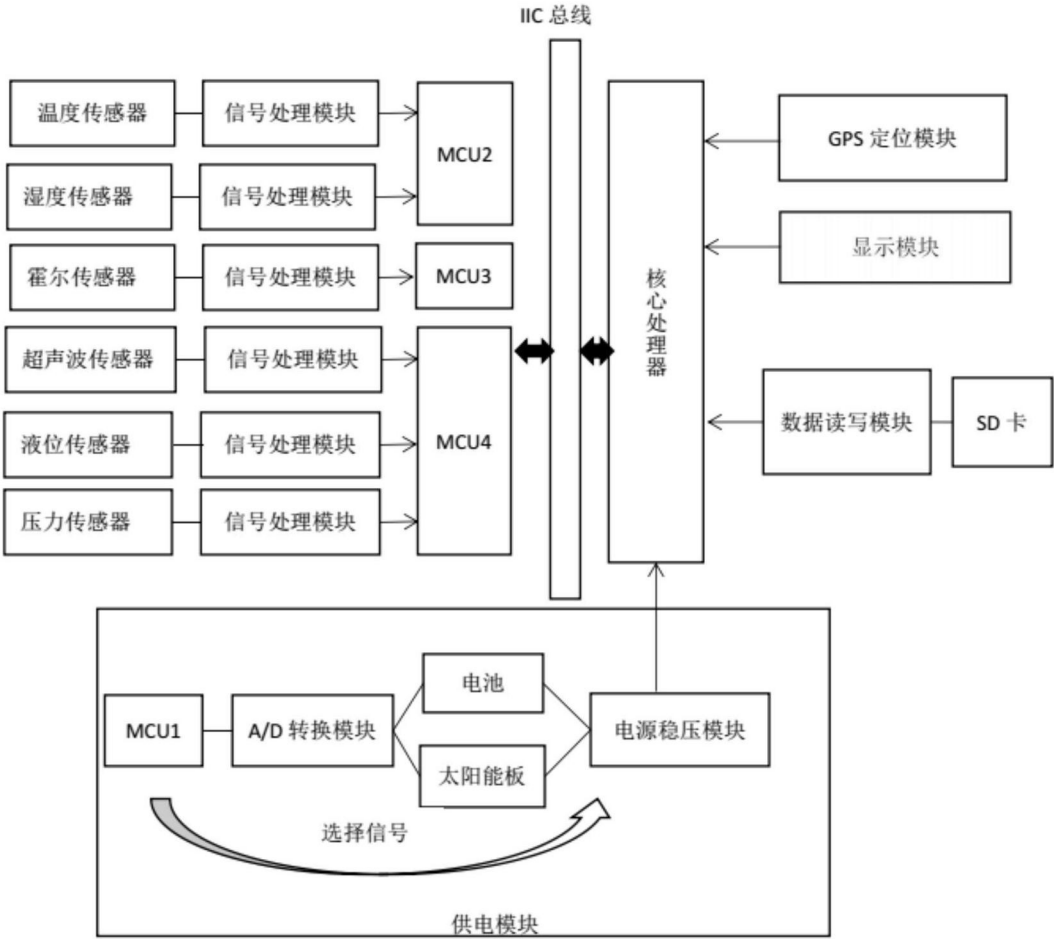 IIC 总线
温度传感器
信号处理模块
MCU2
湿度传感器
信号处理模块
霍尔传感器
信号处理模块
MCU3
超声波传感器
信号处理模块
MCU4
液位传感器
信号处理模块
压力传感器
信号处理模块
核心处理器
GPS 定位模块
显示模块
数据读写模块
SD 卡
MCU1
A/D 转换模块
电池
太阳能板
电源稳压模块
选择信号
供电模块